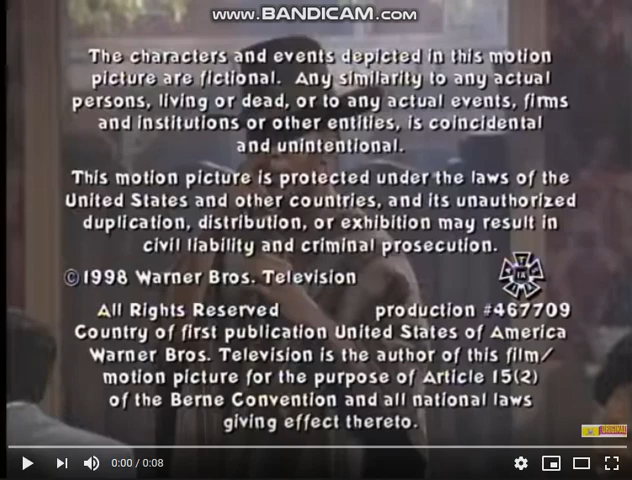 www.BANDICAM.com
The characters and events depicted in this motion
picture are fictional. Any similarity to any actual
persons, living or dead, or to any actual events, firms
and institutions or other entities, is coincidental
and unintentional.
This motion picture is protected under the laws of the
United States and other countries, and its unauthorized
duplication, distribution, or exhibition may result in
civil liability and criminal prosecution.
©1998 Warner Bros. Television
All Rights Reserved production #467709
Country of first publication United States of America
Warner Bros. Television is the author of this film/
motion picture for the purpose of Article 15(2)
of the Berne Convention and all national laws
giving effect thereto.
0:00 / 0:08